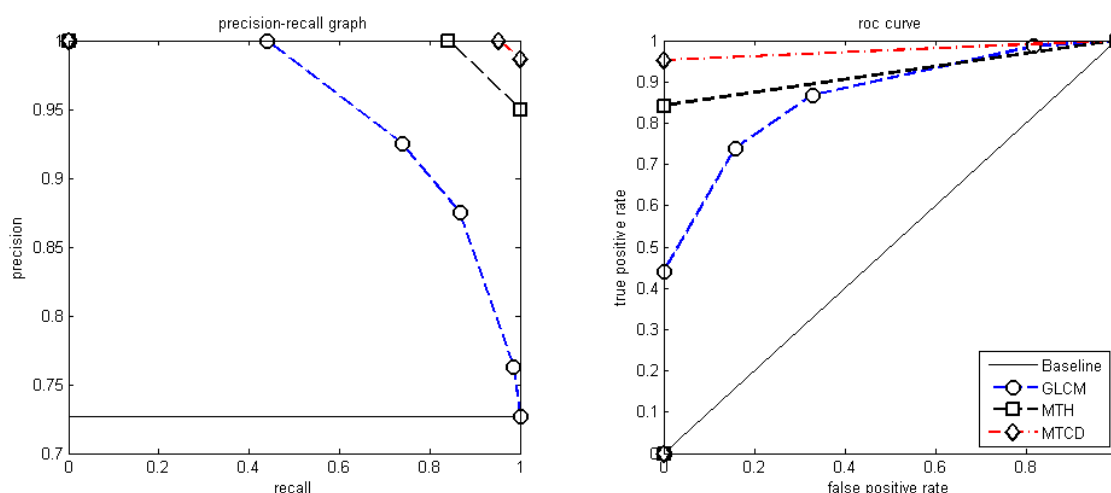 precision-recall graph
1
0.95
0.9
0.85
0.8
0.75
0.7
precision
0 0.2 0.4 0.6 0.8 1
recall
roc curve
1
0.9
0.8
0.7
0.6
0.5
0.4
0.3
0.2
0.1
0
true positive rate
0 0.2 0.4 0.6 0.8
false positive rate
Baseline
GLCM
MTH
MTCD